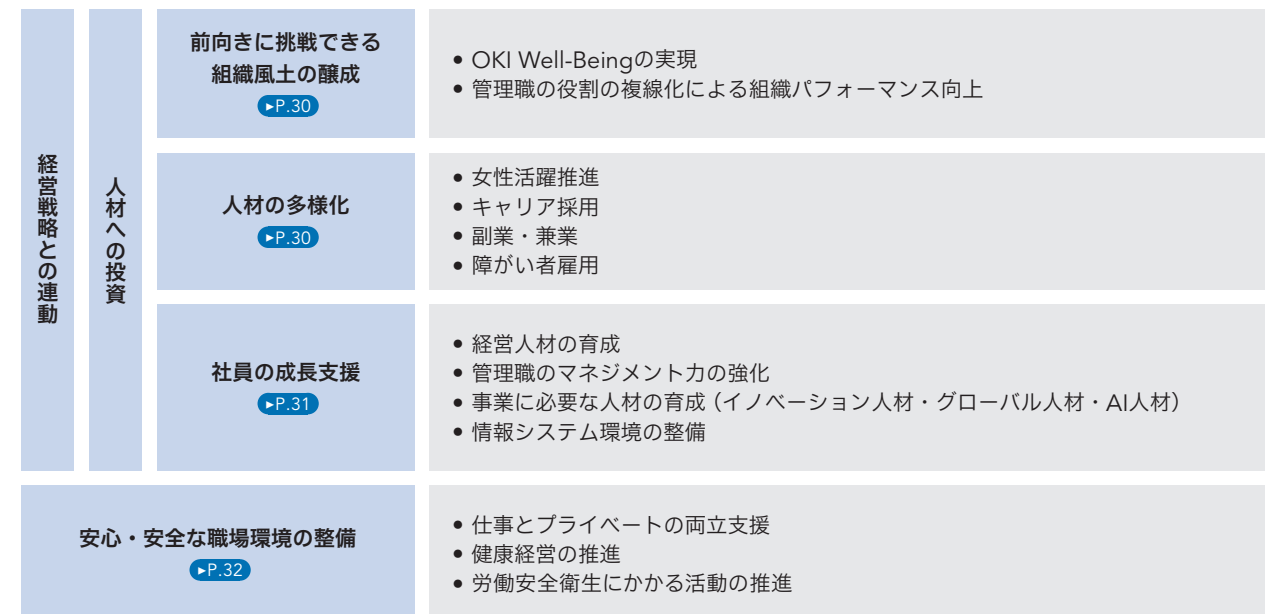 経営戦略との連動
人材への投資
前向きに挑戦できる
組織風土の醸成
▶P.30
• OKI Well-Beingの実現
• 管理職の役割の複線化による組織パフォーマンス向上
人材の多様化
▶P.30
• 女性活躍推進
• キャリア採用
• 副業・兼業
• 障がい者雇用
社員の成長支援
▶P.31
• 経営人材の育成
• 管理職のマネジメント力の強化
• 事業に必要な人材の育成（イノベーション人材・グローバル人材・AI人材）
• 情報システム環境の整備
安心・安全な職場環境の整備
▶P.32
• 仕事とプライベートの両立支援
• 健康経営の推進
• 労働安全衛生にかかる活動の推進